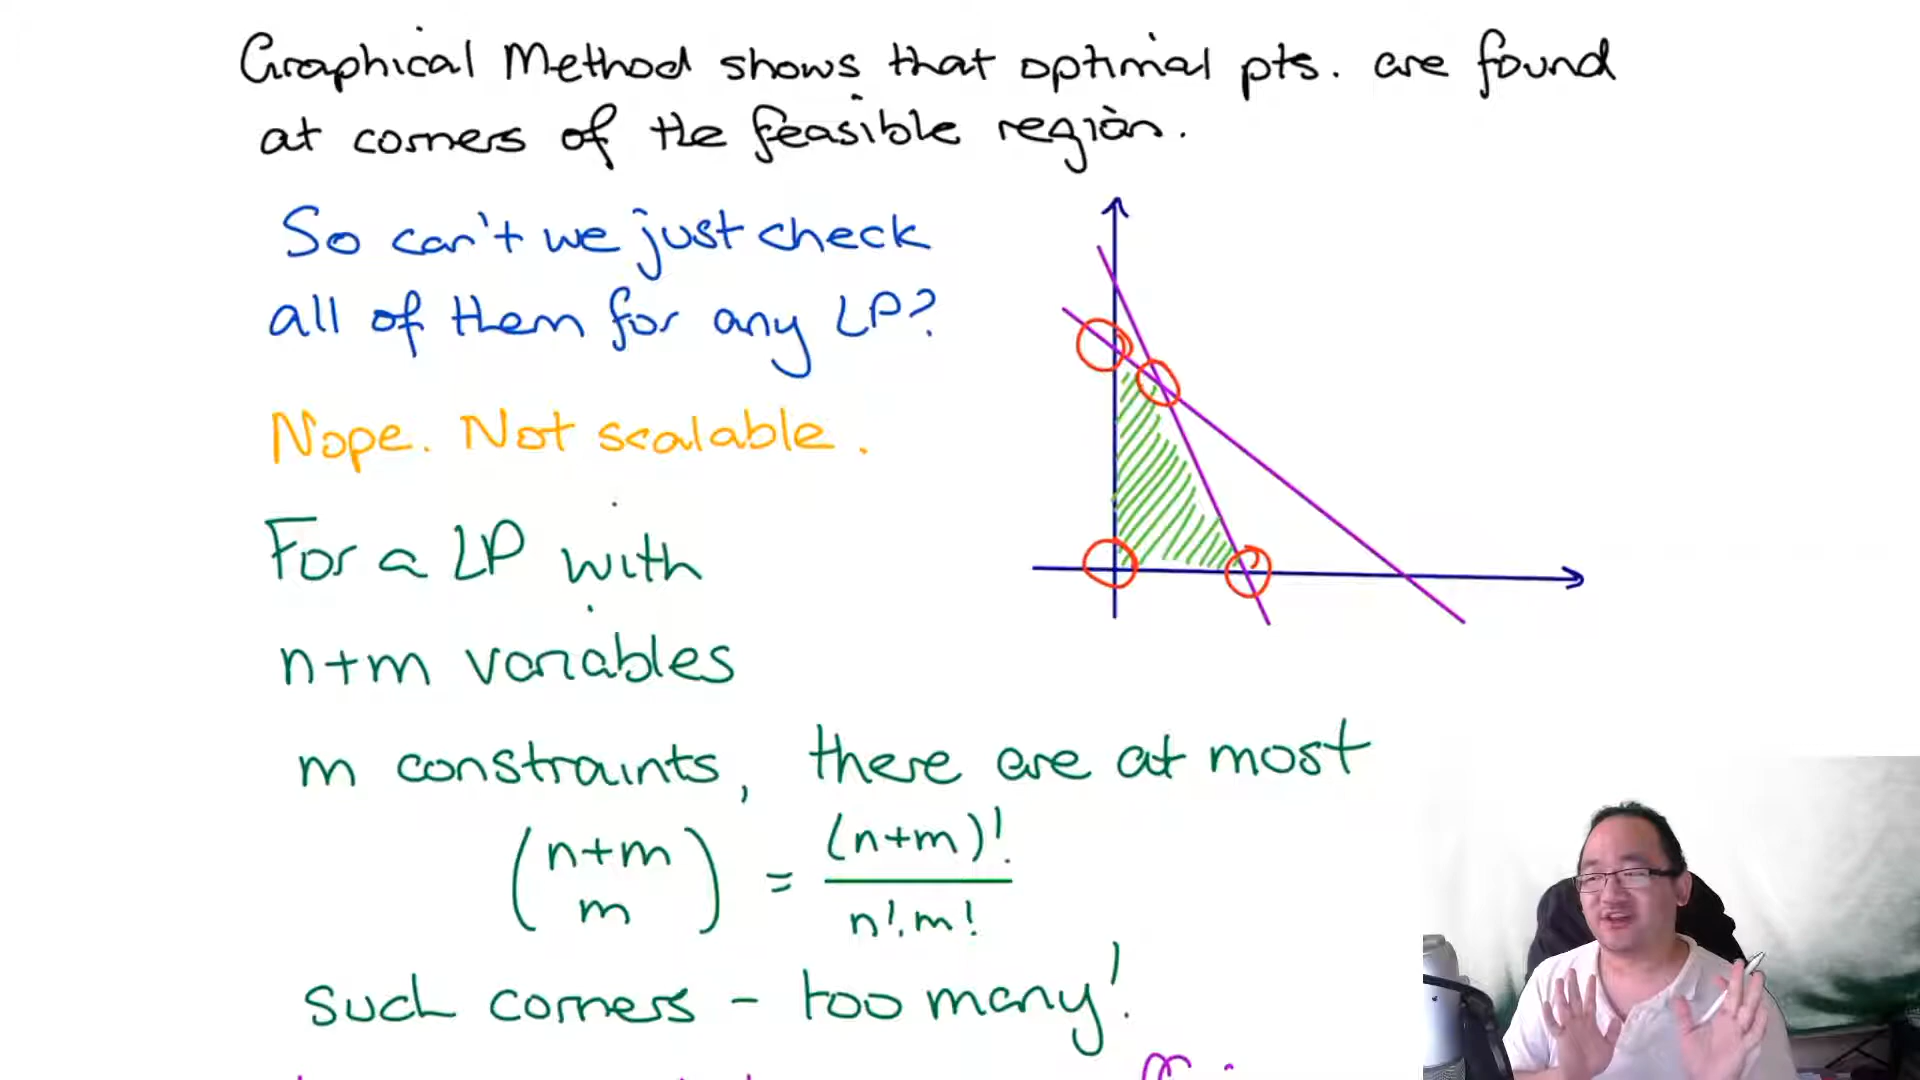 Graphical Method shows that optimal pts. are found
at corners of the feasible region.
So can't we just check
all of them for any LP?
Nope. Not scalable.
For a LP with
n+m variables
m constraints, there are at most
(n+m m) = (n+m)! / n!.m!
such corners - too many!